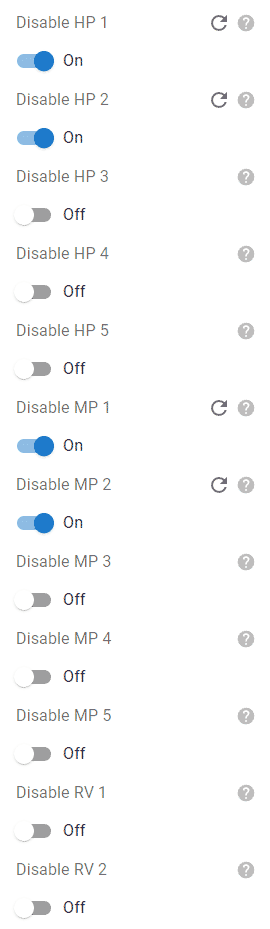 Disable HP 1
On
Disable HP 2
On
Disable HP 3
Off
Disable HP 4
Off
Disable HP 5
Off
Disable MP 1
On
Disable MP 2
On
Disable MP 3
Off
Disable MP 4
Off
Disable MP 5
Off
Disable RV 1
Off
Disable RV 2
Off